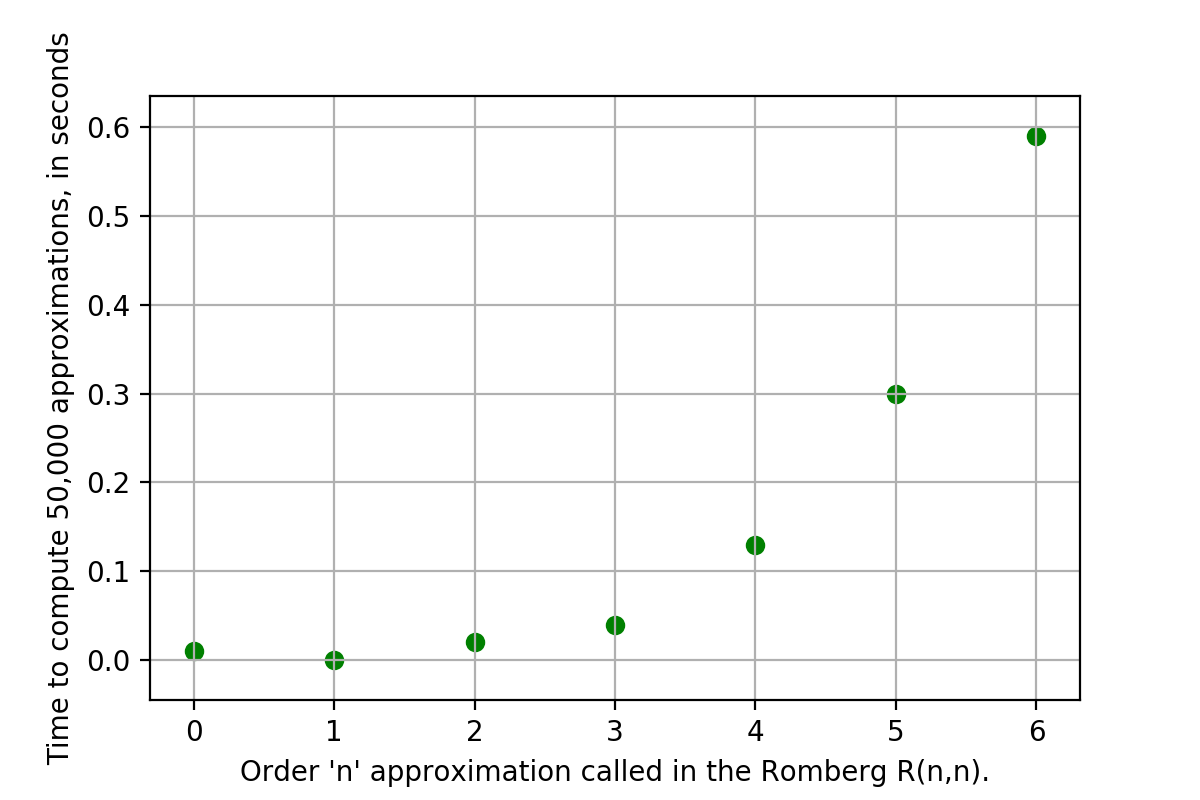 Time to compute 50,000 approximations, in seconds
0.6
0.5
0.4
0.3
0.2
0.1
0.0
0 1 2 3 4 5 6
Order 'n' approximation called in the Romberg R(n,n).